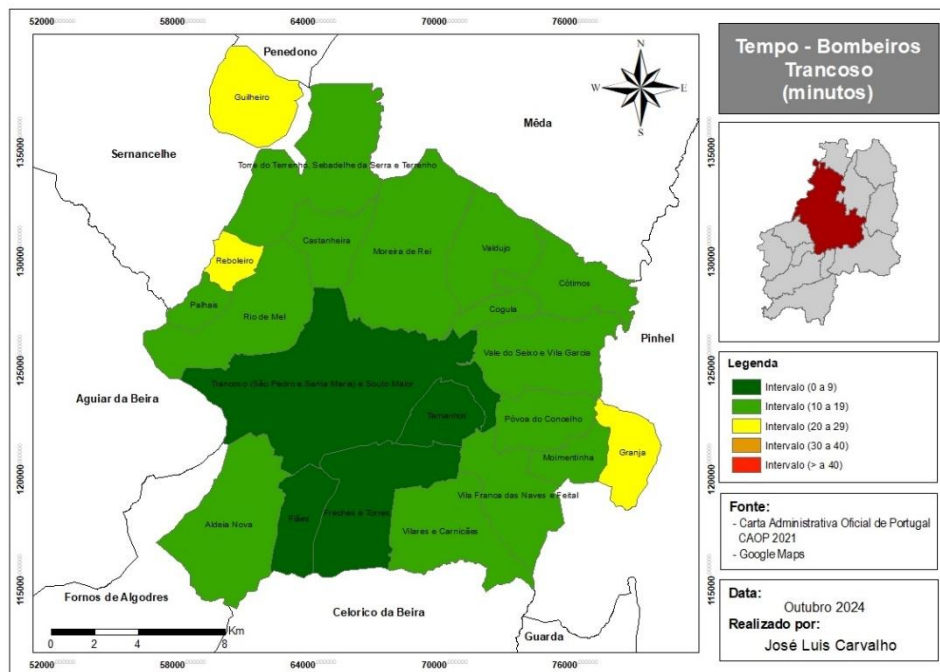 52000
58000
64000
70000
76000
Tempo - Bombeiros
Trancoso
(minutos)
Penedono
N
W
E
S
Guilheiro
Mêda
135000
135000
Sernancelhe
Torre do Terrenho, Sebadelhe da Serra e Terrenho
Castanheira
Moreira de Rei
Valdujo
130000
130000
Reboleiro
Cótimos
Palhais
Rio de Mel
Cogula
Pinhel
Vale do Seixo e Vila Garcia
Legenda
125000
125000
Intervalo (0 a 9)
Intervalo (10 a 19)
Intervalo (20 a 29)
Intervalo (30 a 40)
Intervalo (> a 40)
Trancoso (São Pedro e Santa Maria) e Souto Maior
Aguiar da Beira
Tamanhos
Póvoa do Concelho
Granja
Moimentinha
120000
120000
Vila Franca das Naves e Feital
Fonte:
- Carta Administrativa Oficial de Portugal
CAOP 2021
- Google Maps
Aldeia Nova
Fiães
Freches e Torres
Vilares e Carnicães
115000
115000
Fornos de Algodres
Celorico da Beira
Data:
Outubro 2024
Realizado por:
José Luis Carvalho
Guarda
Km
0
2
4
8
52000
58000
64000
70000
76000